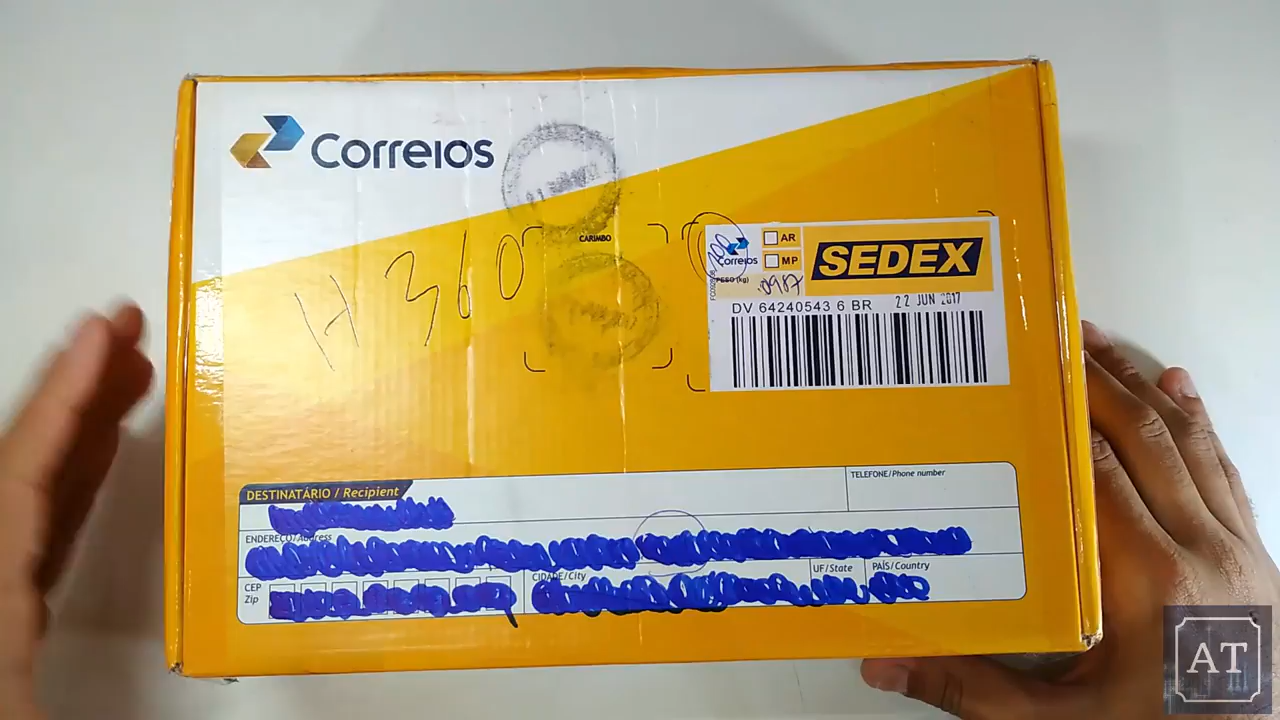 Correios
CARIMBO
H 360
Correios
AR
MP
SEDEX
PESO (kg)
DV 64240543 6 BR
22 JUN 2017
DESTINATÁRIO / Recipient
TELEFONE/Phone number
ENDEREÇO/Address
CEP
Zip
CIDADE/City
UF/State
PAÍS/Country
AT